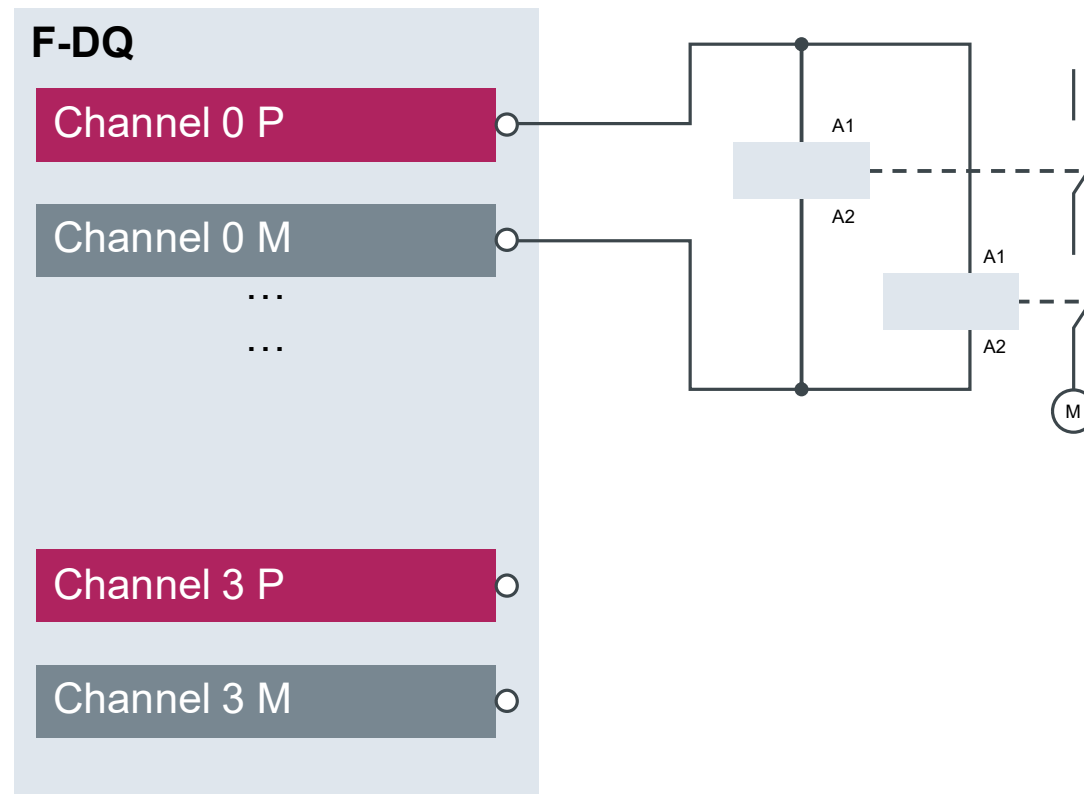 F-DQ
Channel 0 P
Channel 0 M
...
...
Channel 3 P
Channel 3 M
A1
A2
A1
A2
M